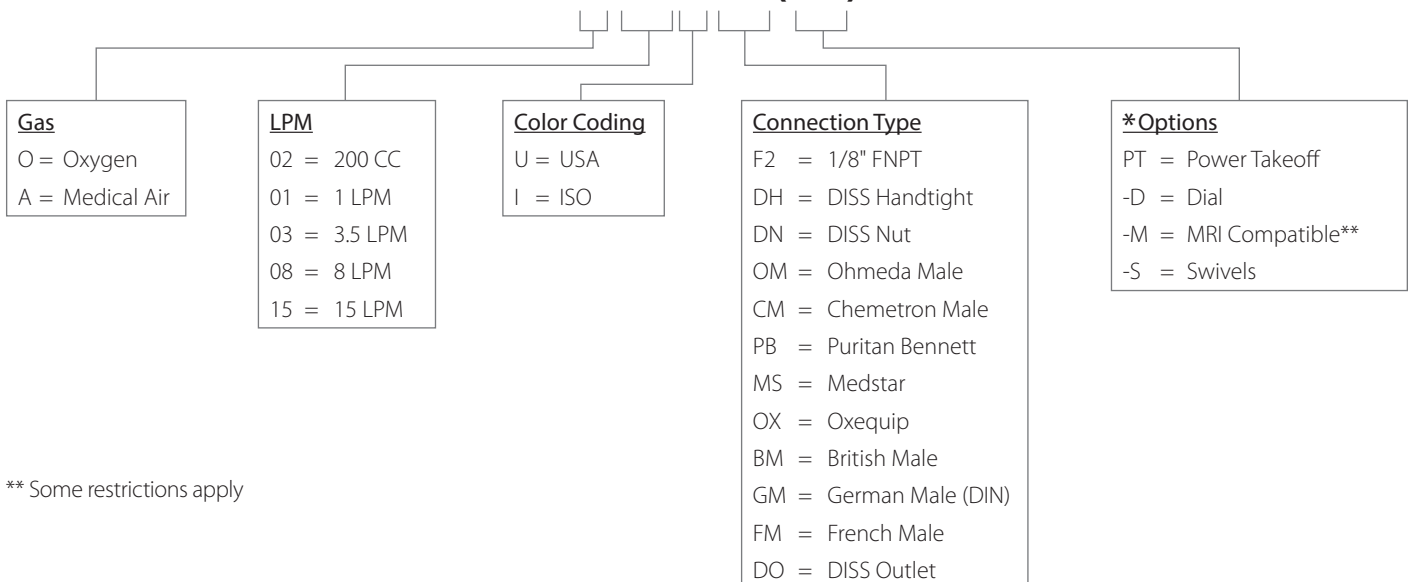 Gas
O = Oxygen
A = Medical Air
LPM
02 = 200 CC
01 = 1 LPM
03 = 3.5 LPM
08 = 8 LPM
15 = 15 LPM
Color Coding
U = USA
I = ISO
Connection Type
F2 = 1/8" FNPT
DH = DISS Handtight
DN = DISS Nut
OM = Ohmeda Male
CM = Chemetron Male
PB = Puritan Bennett
MS = Medstar
OX = Oxequip
BM = British Male
GM = German Male (DIN)
FM = French Male
DO = DISS Outlet
*Options
PT = Power Takeoff
-D = Dial
-M = MRI Compatible**
-S = Swivels
** Some restrictions apply